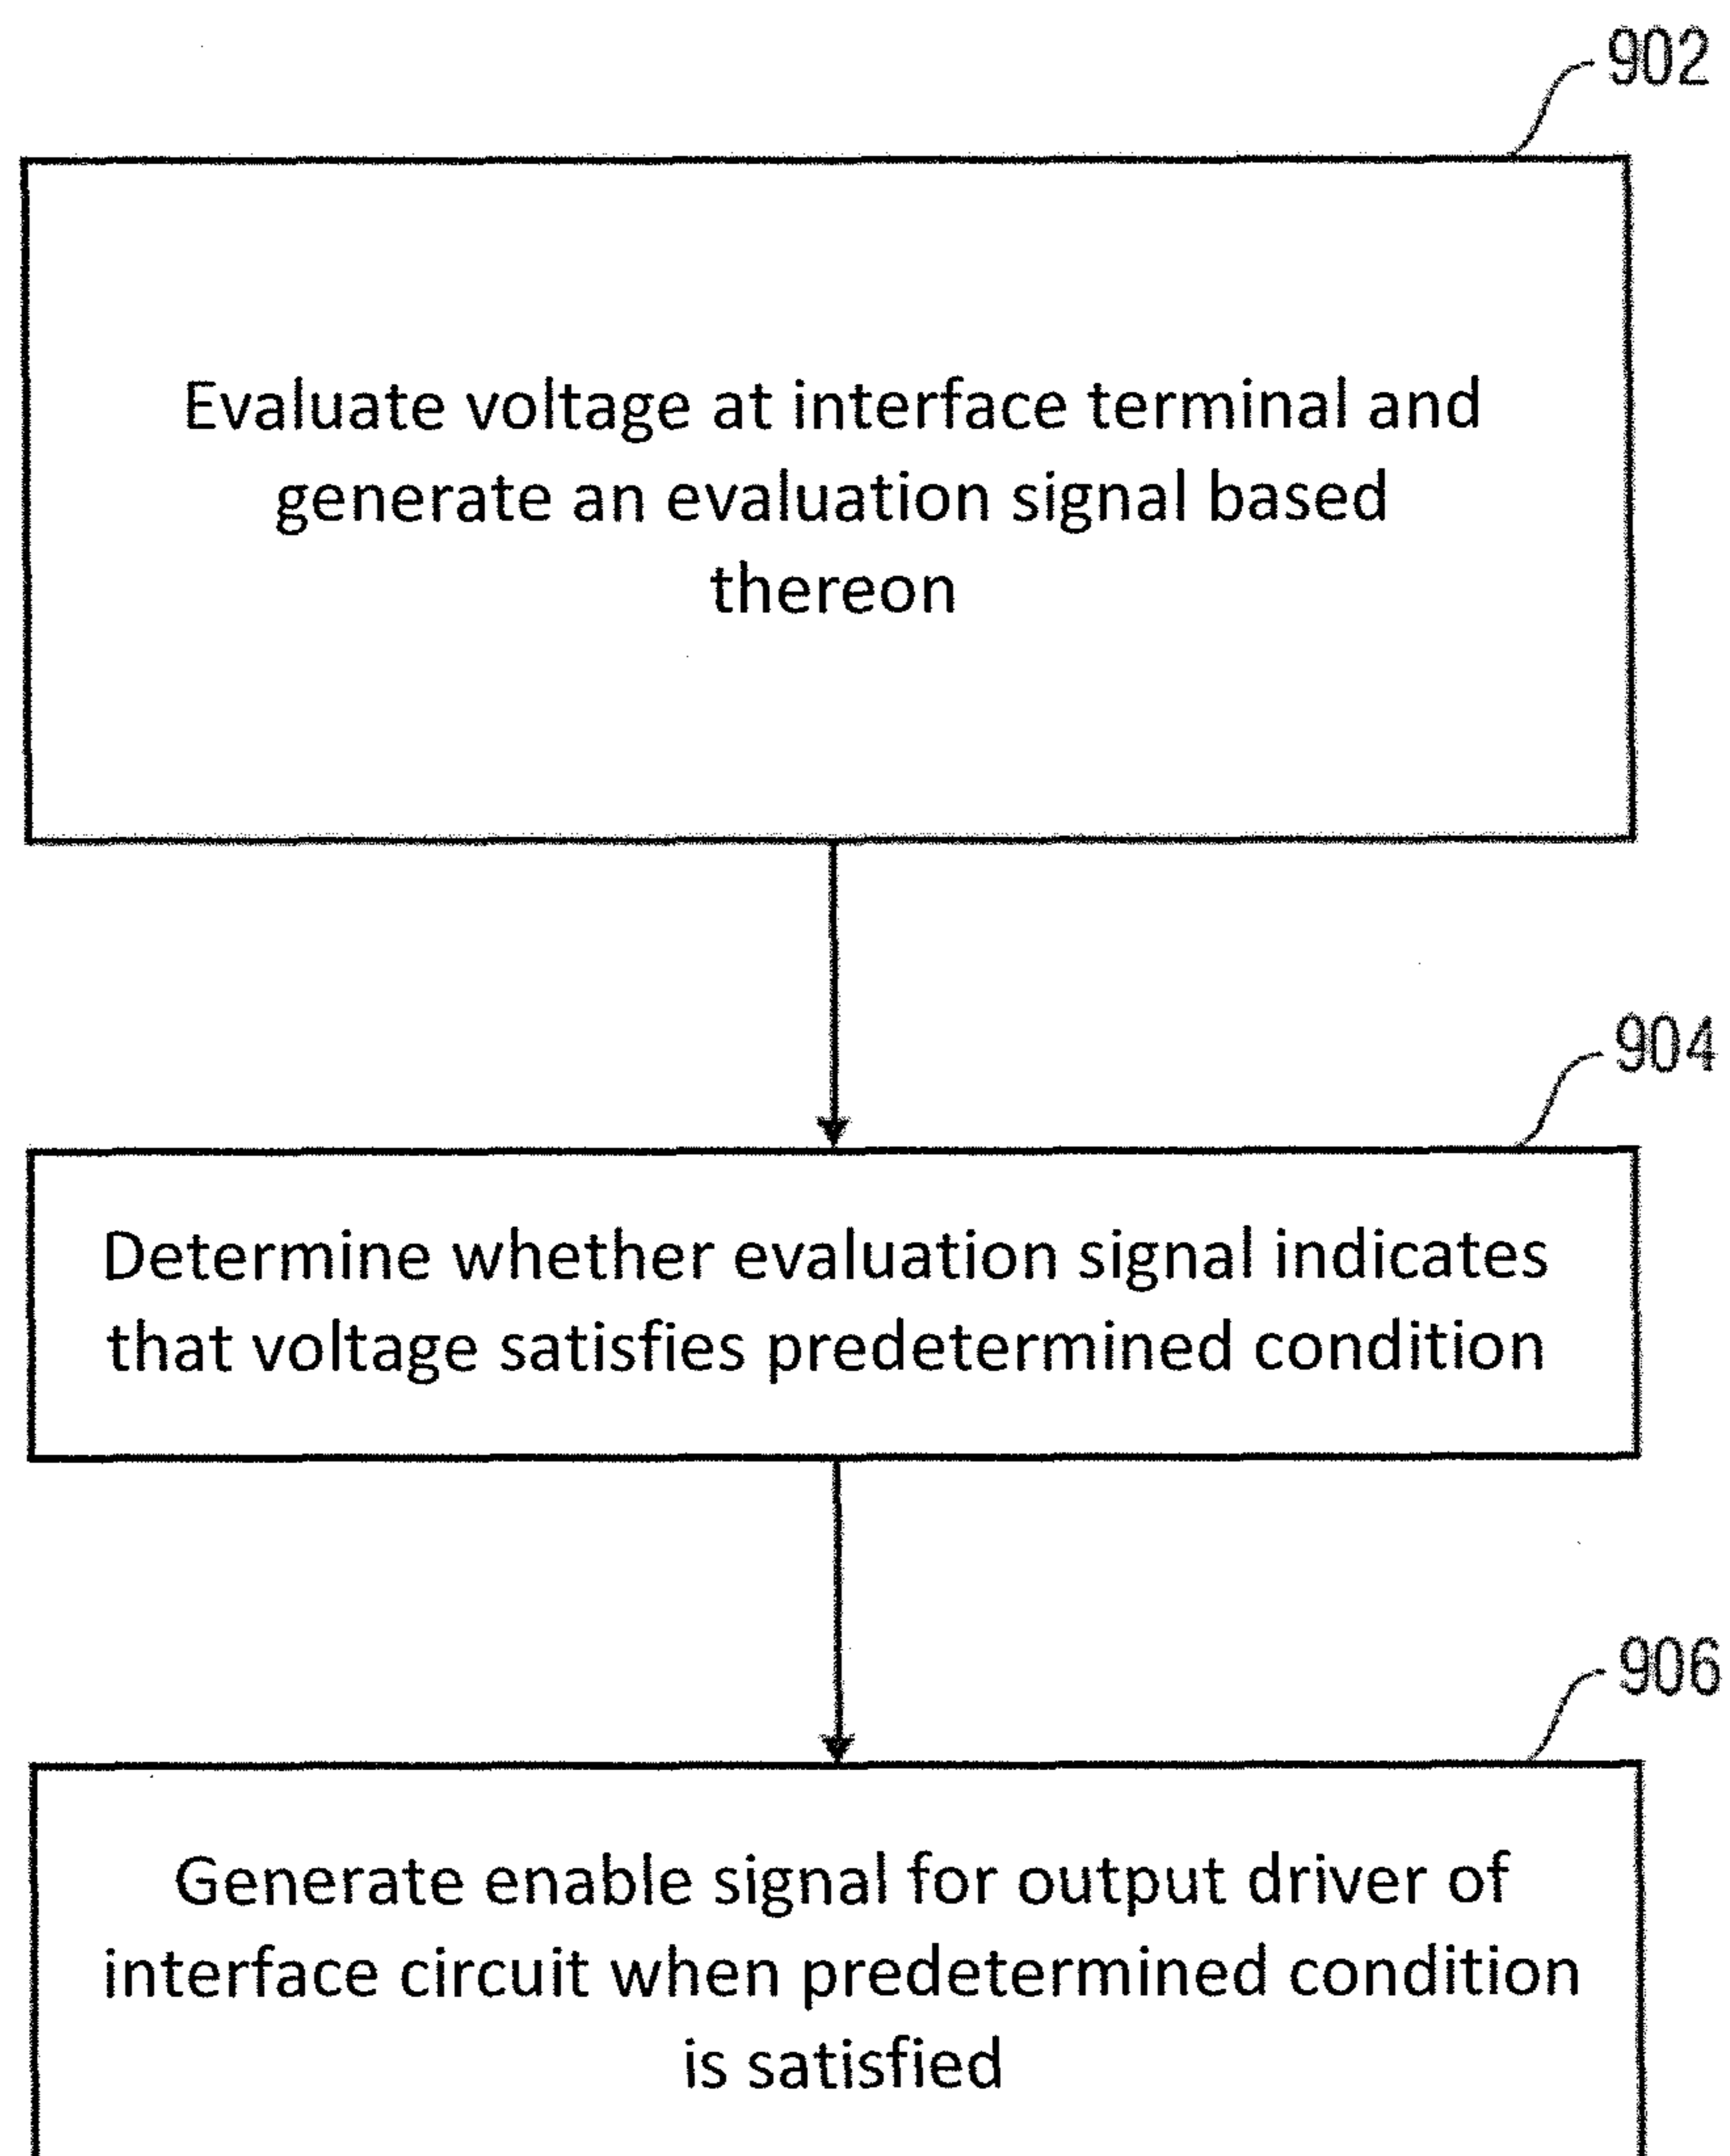 902
Evaluate voltage at interface terminal and
generate an evaluation signal based
thereon
904
Determine whether evaluation signal indicates
that voltage satisfies predetermined condition
906
Generate enable signal for output driver of
interface circuit when predetermined condition
is satisfied